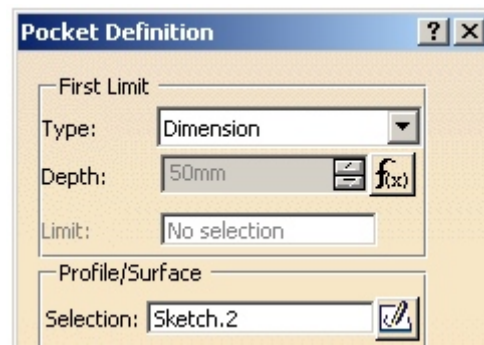 Pocket Definition
First Limit
Type: Dimension
Depth: 50mm f(x)
Limit: No selection
Profile/Surface
Selection: Sketch.2